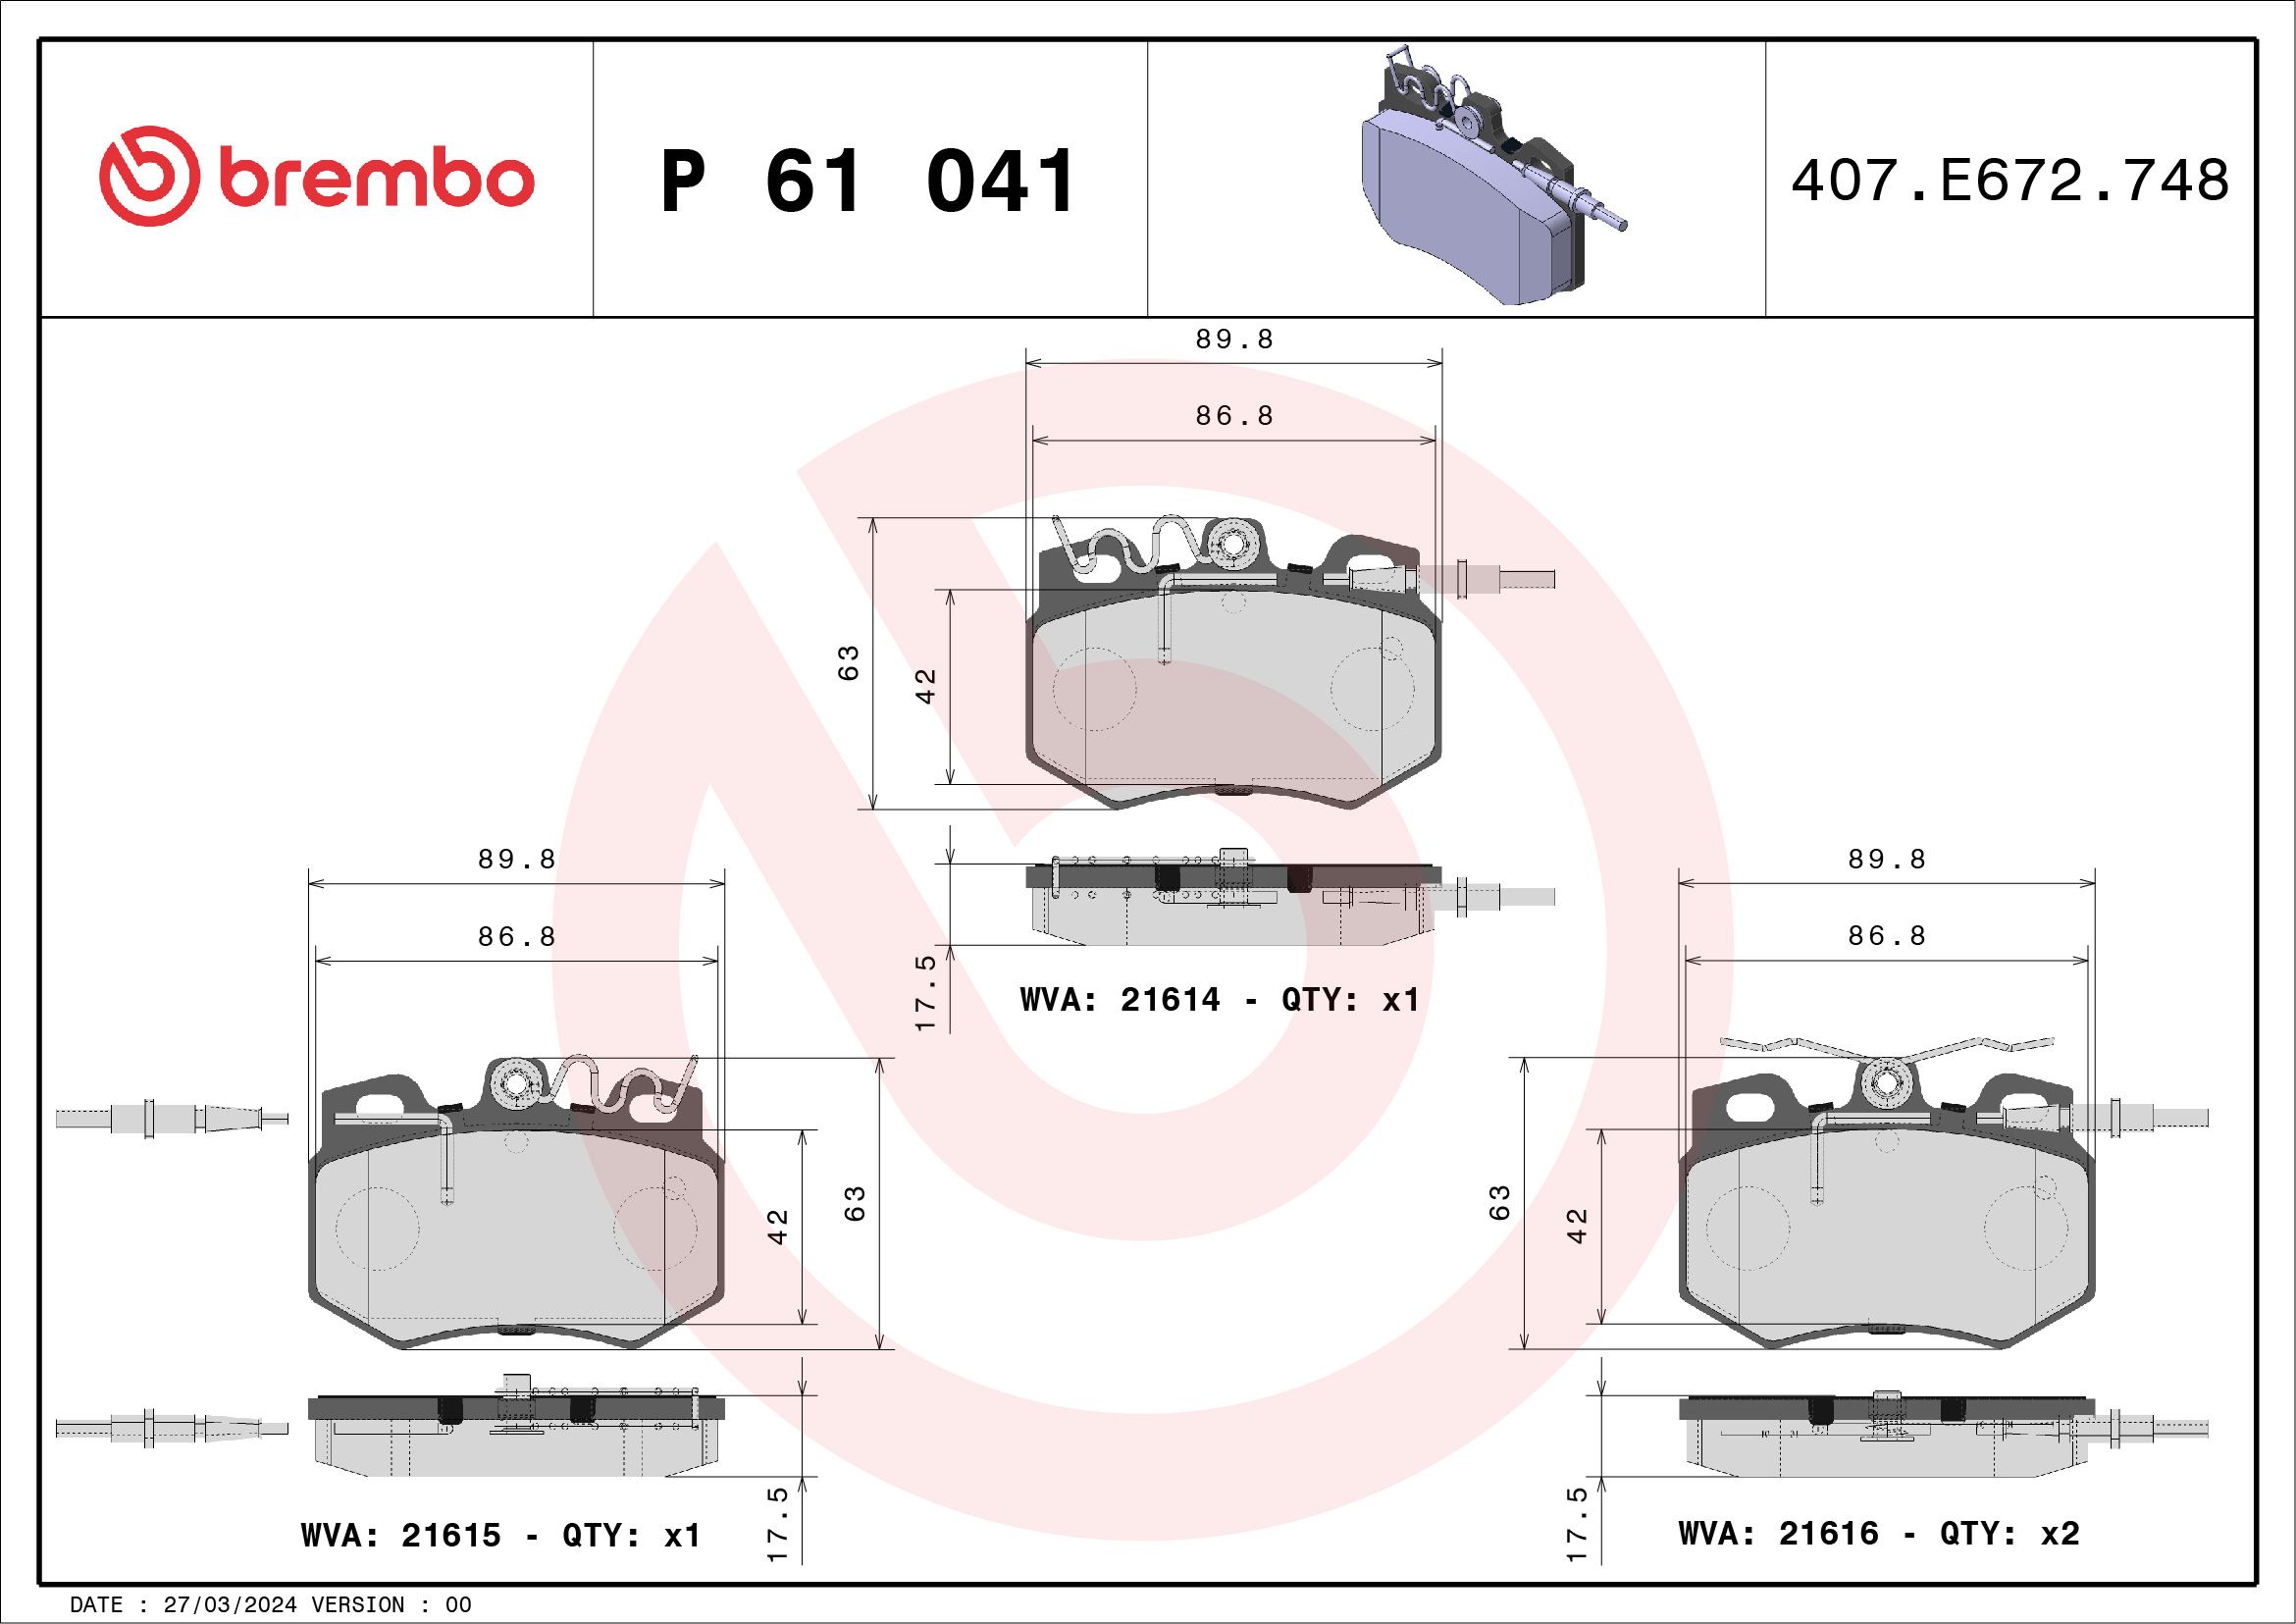 brembo
P 61 041
407.E672.748
89.8
86.8
63
42
17.5
WVA: 21614 - QTY: x1
89.8
86.8
42
63
17.5
WVA: 21615 - QTY: x1
89.8
86.8
63
42
17.5
WVA: 21616 - QTY: x2
DATE : 27/03/2024 VERSION : 00